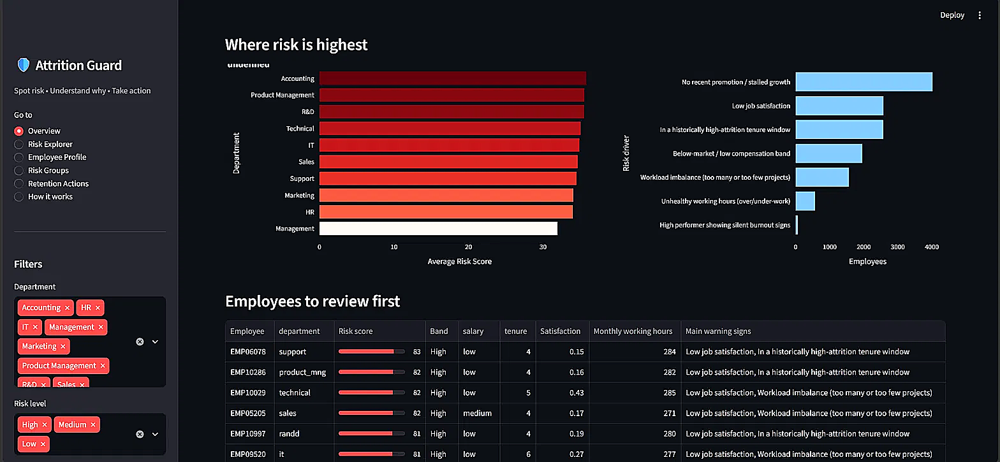 Deploy
Attrition Guard
Spot risk • Understand why • Take action
Go to
Overview
Risk Explorer
Employee Profile
Risk Groups
Retention Actions
How it works
Filters
Department
Accounting × HR ×
IT × Management ×
Marketing ×
Product Management ×
R&D × Sales ×
Risk level
High × Medium ×
Low ×
Where risk is highest
undefined
Department
Accounting
Product Management
R&D
Technical
IT
Sales
Support
Marketing
HR
Management
0 10 20 30
Average Risk Score
Risk driver
No recent promotion / stalled growth
Low job satisfaction
In a historically high-attrition tenure window
Below-market / low compensation band
Workload imbalance (too many or too few projects)
Unhealthy working hours (over/under-work)
High performer showing silent burnout signs
0 1000 2000 3000 4000
Employees
Employees to review first
Employee department Risk score Band salary tenure Satisfaction Monthly working hours Main warning signs
EMP06078 support 83 High low 4 0.15 284 Low job satisfaction, In a historically high-attrition tenure window
EMP10286 product_mng 82 High low 4 0.16 282 Low job satisfaction, In a historically high-attrition tenure window
EMP10029 technical 82 High low 5 0.43 285 Low job satisfaction, Workload imbalance (too many or too few projects)
EMP05205 sales 82 High medium 4 0.17 271 Low job satisfaction, Workload imbalance (too many or too few projects)
EMP10997 randd 81 High low 4 0.19 280 Low job satisfaction, In a historically high-attrition tenure window
EMP09520 it 81 High low 6 0.27 277 Low job satisfaction, Workload imbalance (too many or too few projects)